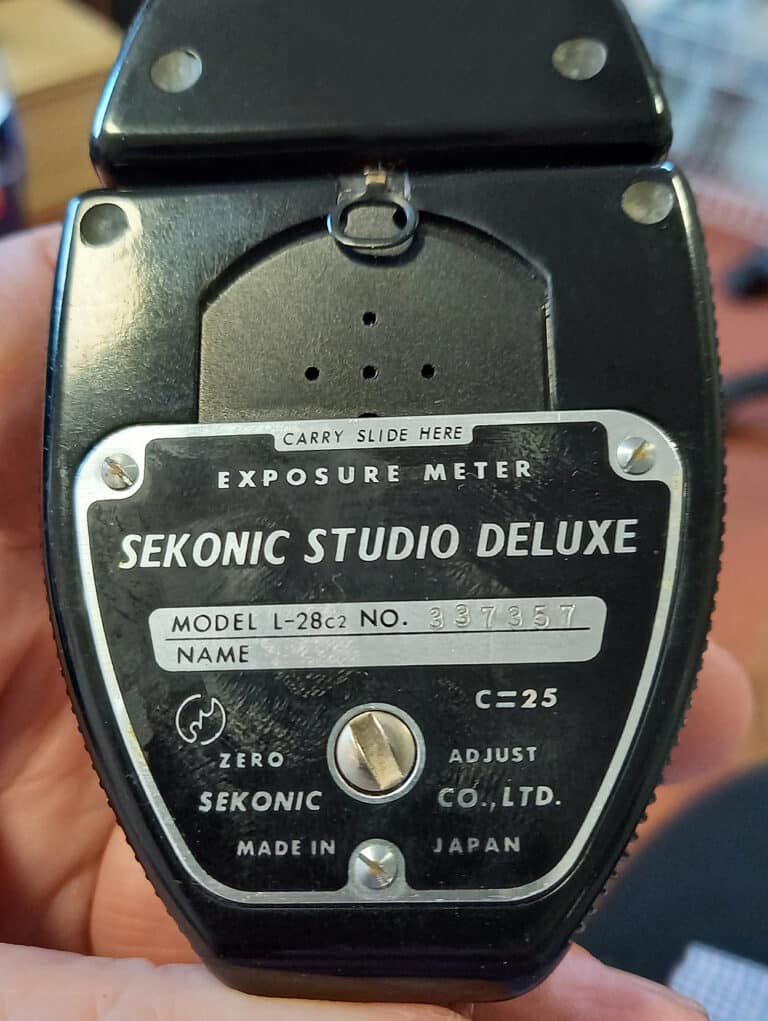 CARRY SLIDE HERE
EXPOSURE METER
SEKONIC STUDIO DELUXE
MODEL L-28C2 NO. 337357
NAME
C=25
ZERO ADJUST
SEKONIC CO., LTD.
MADE IN JAPAN